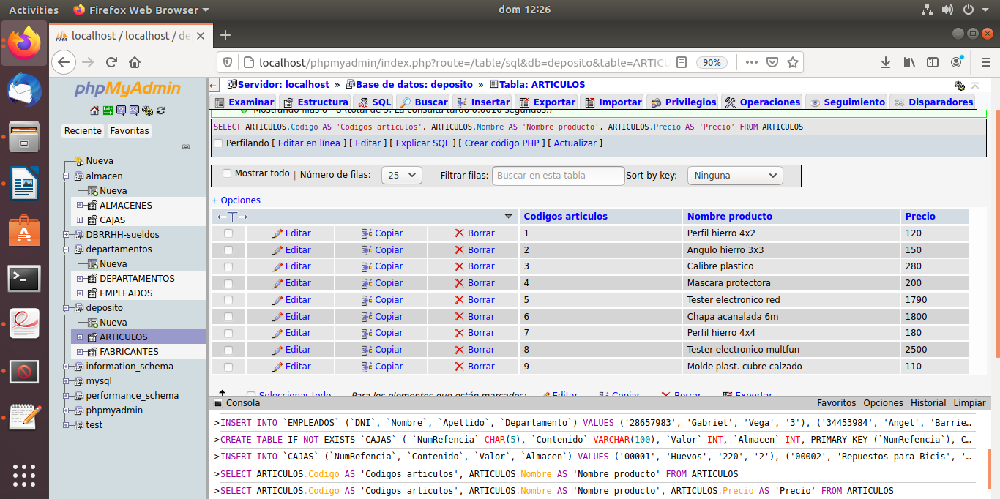 Activities Firefox Web Browser dom 12:26
localhost / localhost / de
localhost/phpmyadmin/index.php?route=/table/sql&db=deposito&table=ARTICU 90%
phpMyAdmin
Reciente Favoritas
Nueva
almacen
Nueva
ALMACENES
CAJAS
DBRRHH-sueldos
departamentos
Nueva
DEPARTAMENTOS
EMPLEADOS
deposito
Nueva
ARTICULOS
FABRICANTES
information_schema
mysql
performance_schema
phpmyadmin
test
Servidor: localhost » Base de datos: deposito » Tabla: ARTICULOS
Examinar Estructura SQL Buscar Insertar Exportar Importar Privilegios Operaciones Seguimiento Disparadores
Mostrando filas 0 - 8 (total de 9, La consulta tardó 0.0010 segundos.)
SELECT ARTICULOS.Codigo AS 'Codigos articulos', ARTICULOS.Nombre AS 'Nombre producto', ARTICULOS.Precio AS 'Precio' FROM ARTICULOS
Perfilando [ Editar en línea ] [ Editar ] [ Explicar SQL ] [ Crear código PHP ] [ Actualizar ]
Mostrar todo | Número de filas: 25 Filtrar filas: Buscar en esta tabla Sort by key: Ninguna
+ Opciones
←T→ Codigos articulos Nombre producto Precio
Editar Copiar Borrar 1 Perfil hierro 4x2 120
Editar Copiar Borrar 2 Angulo hierro 3x3 150
Editar Copiar Borrar 3 Calibre plastico 280
Editar Copiar Borrar 4 Mascara protectora 200
Editar Copiar Borrar 5 Tester electronico red 1790
Editar Copiar Borrar 6 Chapa acanalada 6m 1800
Editar Copiar Borrar 7 Perfil hierro 4x4 180
Editar Copiar Borrar 8 Tester electronico multfun 2500
Editar Copiar Borrar 9 Molde plast. cubre calzado 110
Seleccionar todo Para los elementos que están marcados: Editar Copiar Borrar Exportar
Consola Favoritos Opciones Historial Limpiar
>INSERT INTO `EMPLEADOS` (`DNI`, `Nombre`, `Apellido`, `Departamento`) VALUES ('28657983', 'Gabriel', 'Vega', '3'), ('34453984', 'Angel', 'Barrie…
>CREATE TABLE IF NOT EXISTS `CAJAS` ( `NumRefencia` CHAR(5), `Contenido` VARCHAR(100), `Valor` INT, `Almacen` INT, PRIMARY KEY (`NumRefencia`), C…
>INSERT INTO `CAJAS` (`NumRefencia`, `Contenido`, `Valor`, `Almacen`) VALUES ('00001', 'Huevos', '220', '2'), ('00002', 'Repuestos para Bicis', '…
>SELECT ARTICULOS.Codigo AS 'Codigos articulos', ARTICULOS.Nombre AS 'Nombre producto' FROM ARTICULOS
>SELECT ARTICULOS.Codigo AS 'Codigos articulos', ARTICULOS.Nombre AS 'Nombre producto', ARTICULOS.Precio AS 'Precio' FROM ARTICULOS